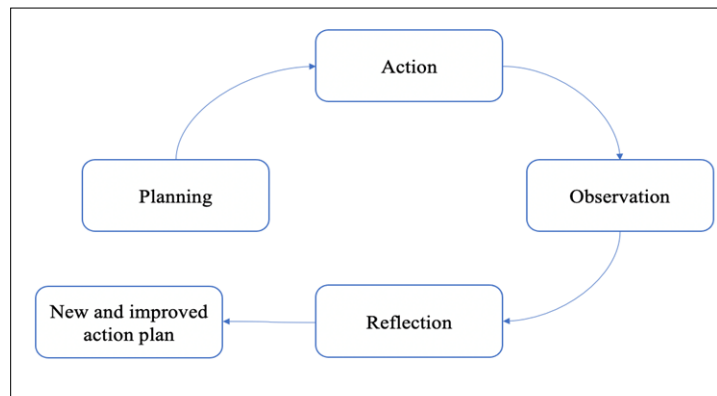 Action
Planning
Observation
New and improved
action plan
Reflection